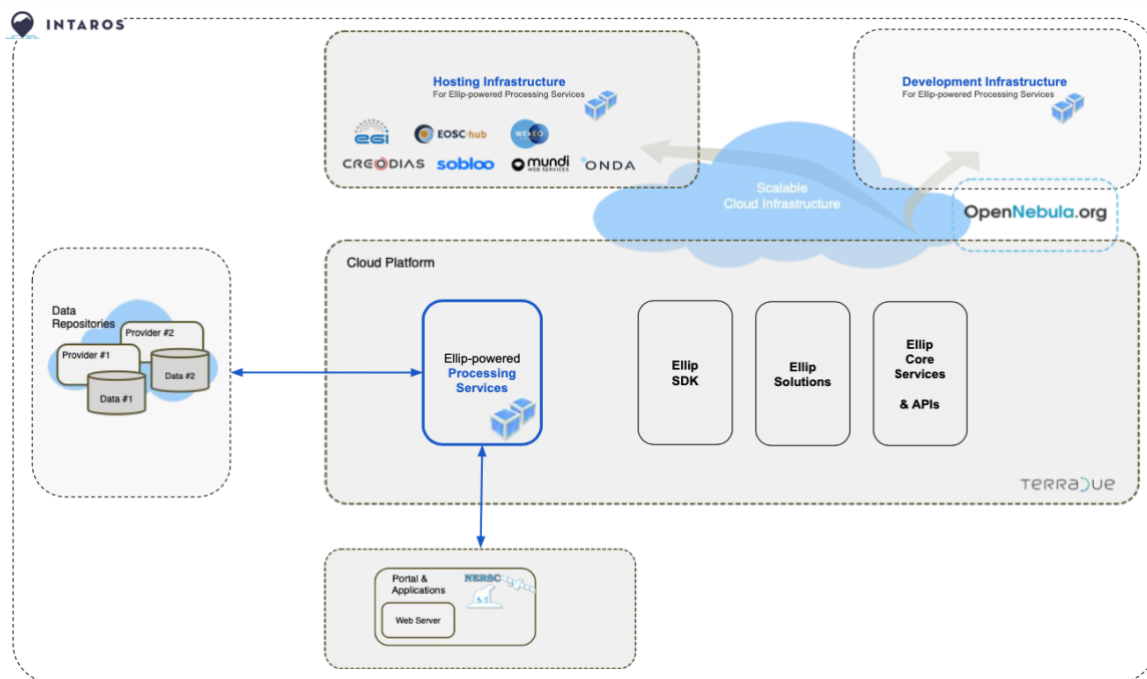 INTAROS
Hosting Infrastructure
For Ellip-powered Processing Services
egi
EOSC-hub
WEkEO
CREODIAS
sobloo
mundi
WEB SERVICES
ONDA
Development Infrastructure
For Ellip-powered Processing Services
Scalable
Cloud Infrastructure
OpenNebula.org
Cloud Platform
Data
Repositories
Provider #2
Provider #1
Data #2
Data #1
Ellip-powered
Processing
Services
Ellip
SDK
Ellip
Solutions
Ellip
Core
Services
& APIs
Terradue
Portal &
Applications
NERSC
Web Server